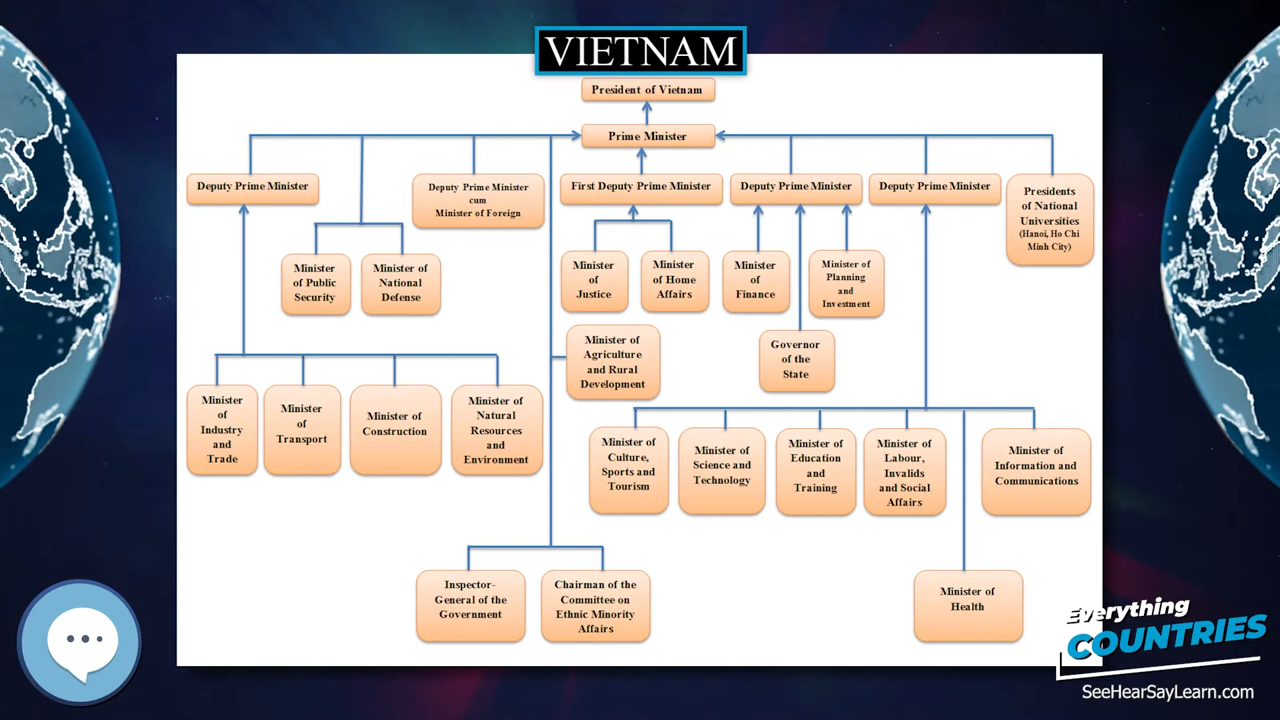 VIETNAM
President of Vietnam
Prime Minister
Deputy Prime Minister
Deputy Prime Minister
cum
Minister of Foreign
First Deputy Prime Minister
Deputy Prime Minister
Deputy Prime Minister
Presidents
of National
Universities
(Hanoi, Ho Chi
Minh City)
Minister
of Public
Security
Minister of
National
Defense
Minister
of
Justice
Minister
of Home
Affairs
Minister
of
Finance
Minister of
Planning
and
Investment
Minister of
Agriculture
and Rural
Development
Governor
of the
State
Minister
of
Industry
and
Trade
Minister
of
Transport
Minister of
Construction
Minister of
Natural
Resources
and
Environment
Minister of
Culture,
Sports and
Tourism
Minister of
Science and
Technology
Minister of
Education
and
Training
Minister of
Labour,
Invalids
and Social
Affairs
Minister of
Information and
Communications
Inspector-
General of the
Government
Chairman of the
Committee on
Ethnic Minority
Affairs
Minister of
Health
Everything
COUNTRIES
SeeHearSayLearn.com